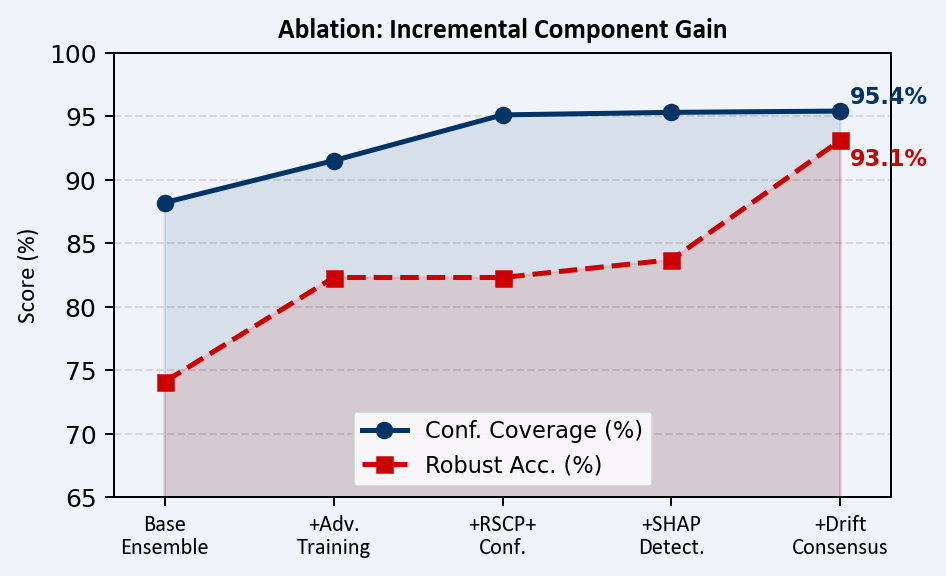 Ablation: Incremental Component Gain
100
95
90
85
80
75
70
65
Score (%)
95.4%
93.1%
Conf. Coverage (%)
Robust Acc. (%)
Base
Ensemble
+Adv.
Training
+RSCP+
Conf.
+SHAP
Detect.
+Drift
Consensus